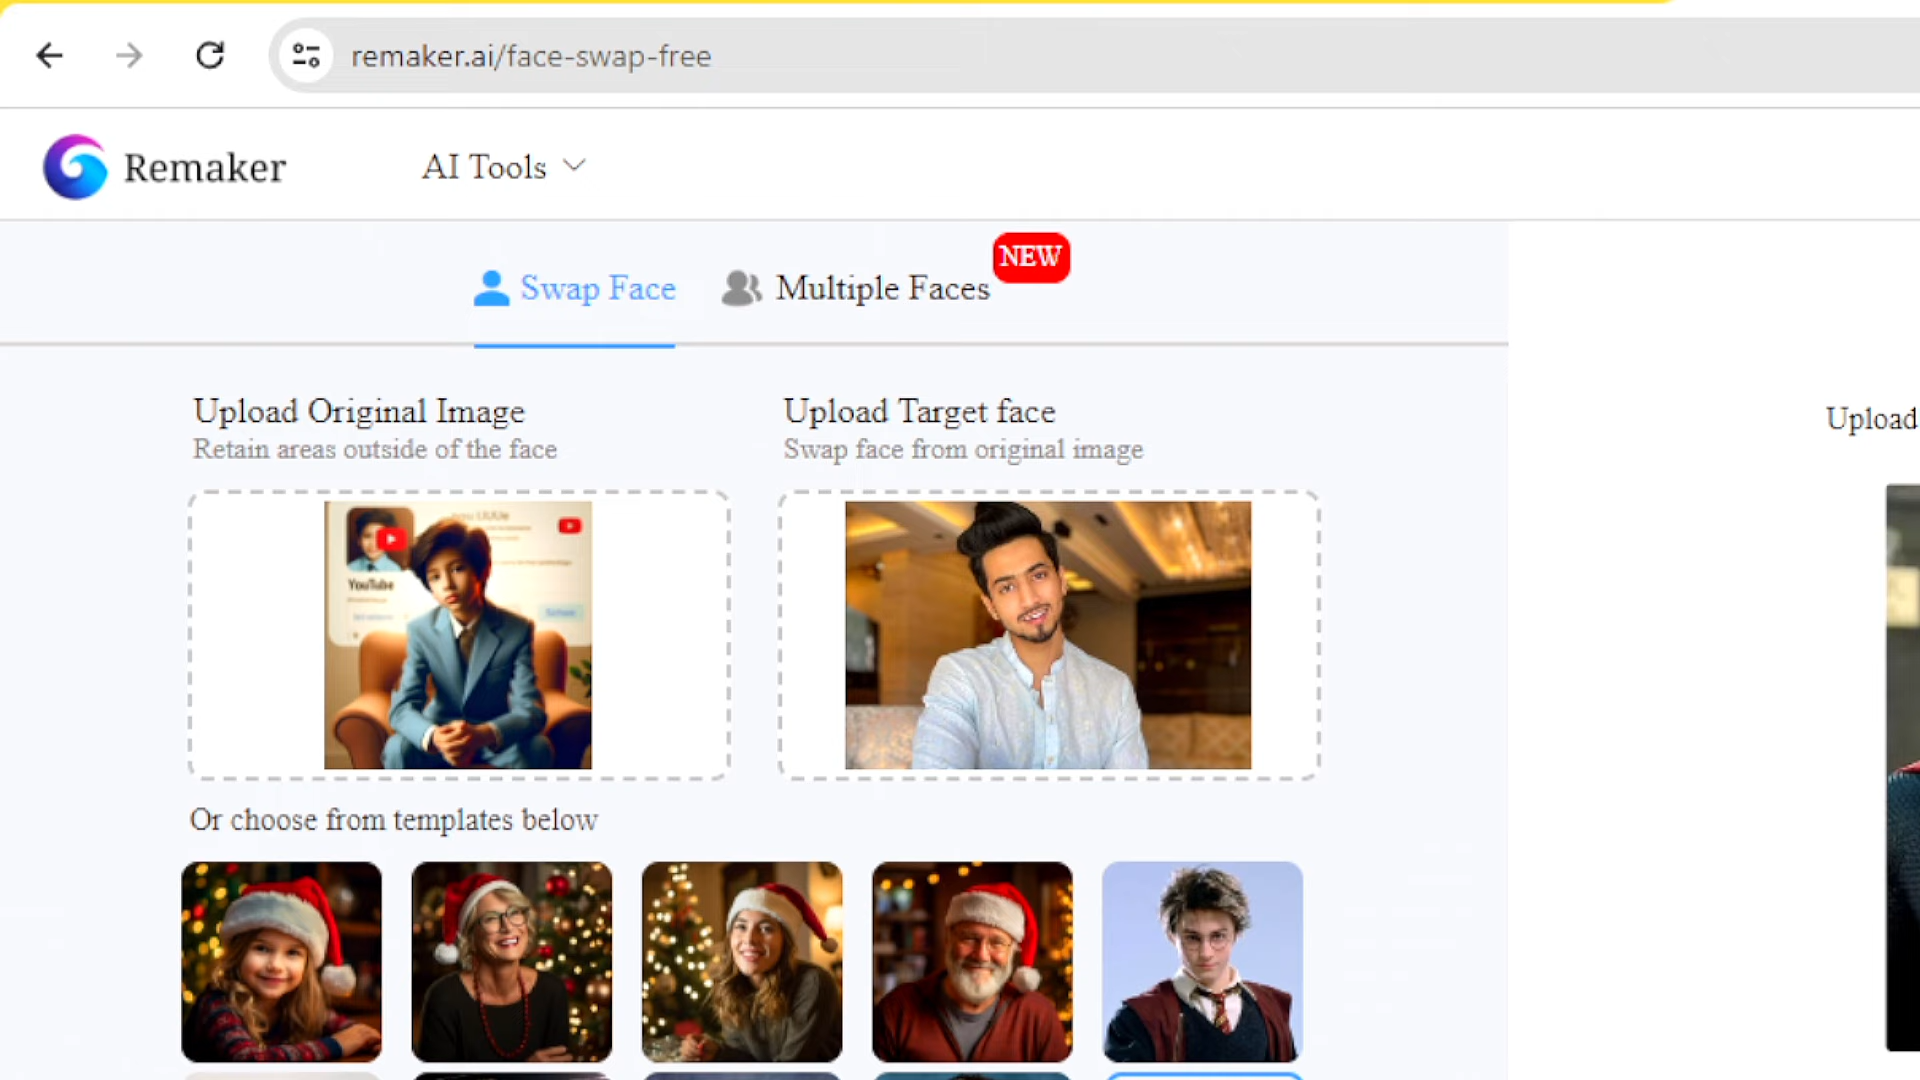 remaker.ai/face-swap-free
Remaker
AI Tools
Swap Face
Multiple Faces
NEW
Upload Original Image
Retain areas outside of the face
Upload Target face
Swap face from original image
Upload
YouTube
Or choose from templates below